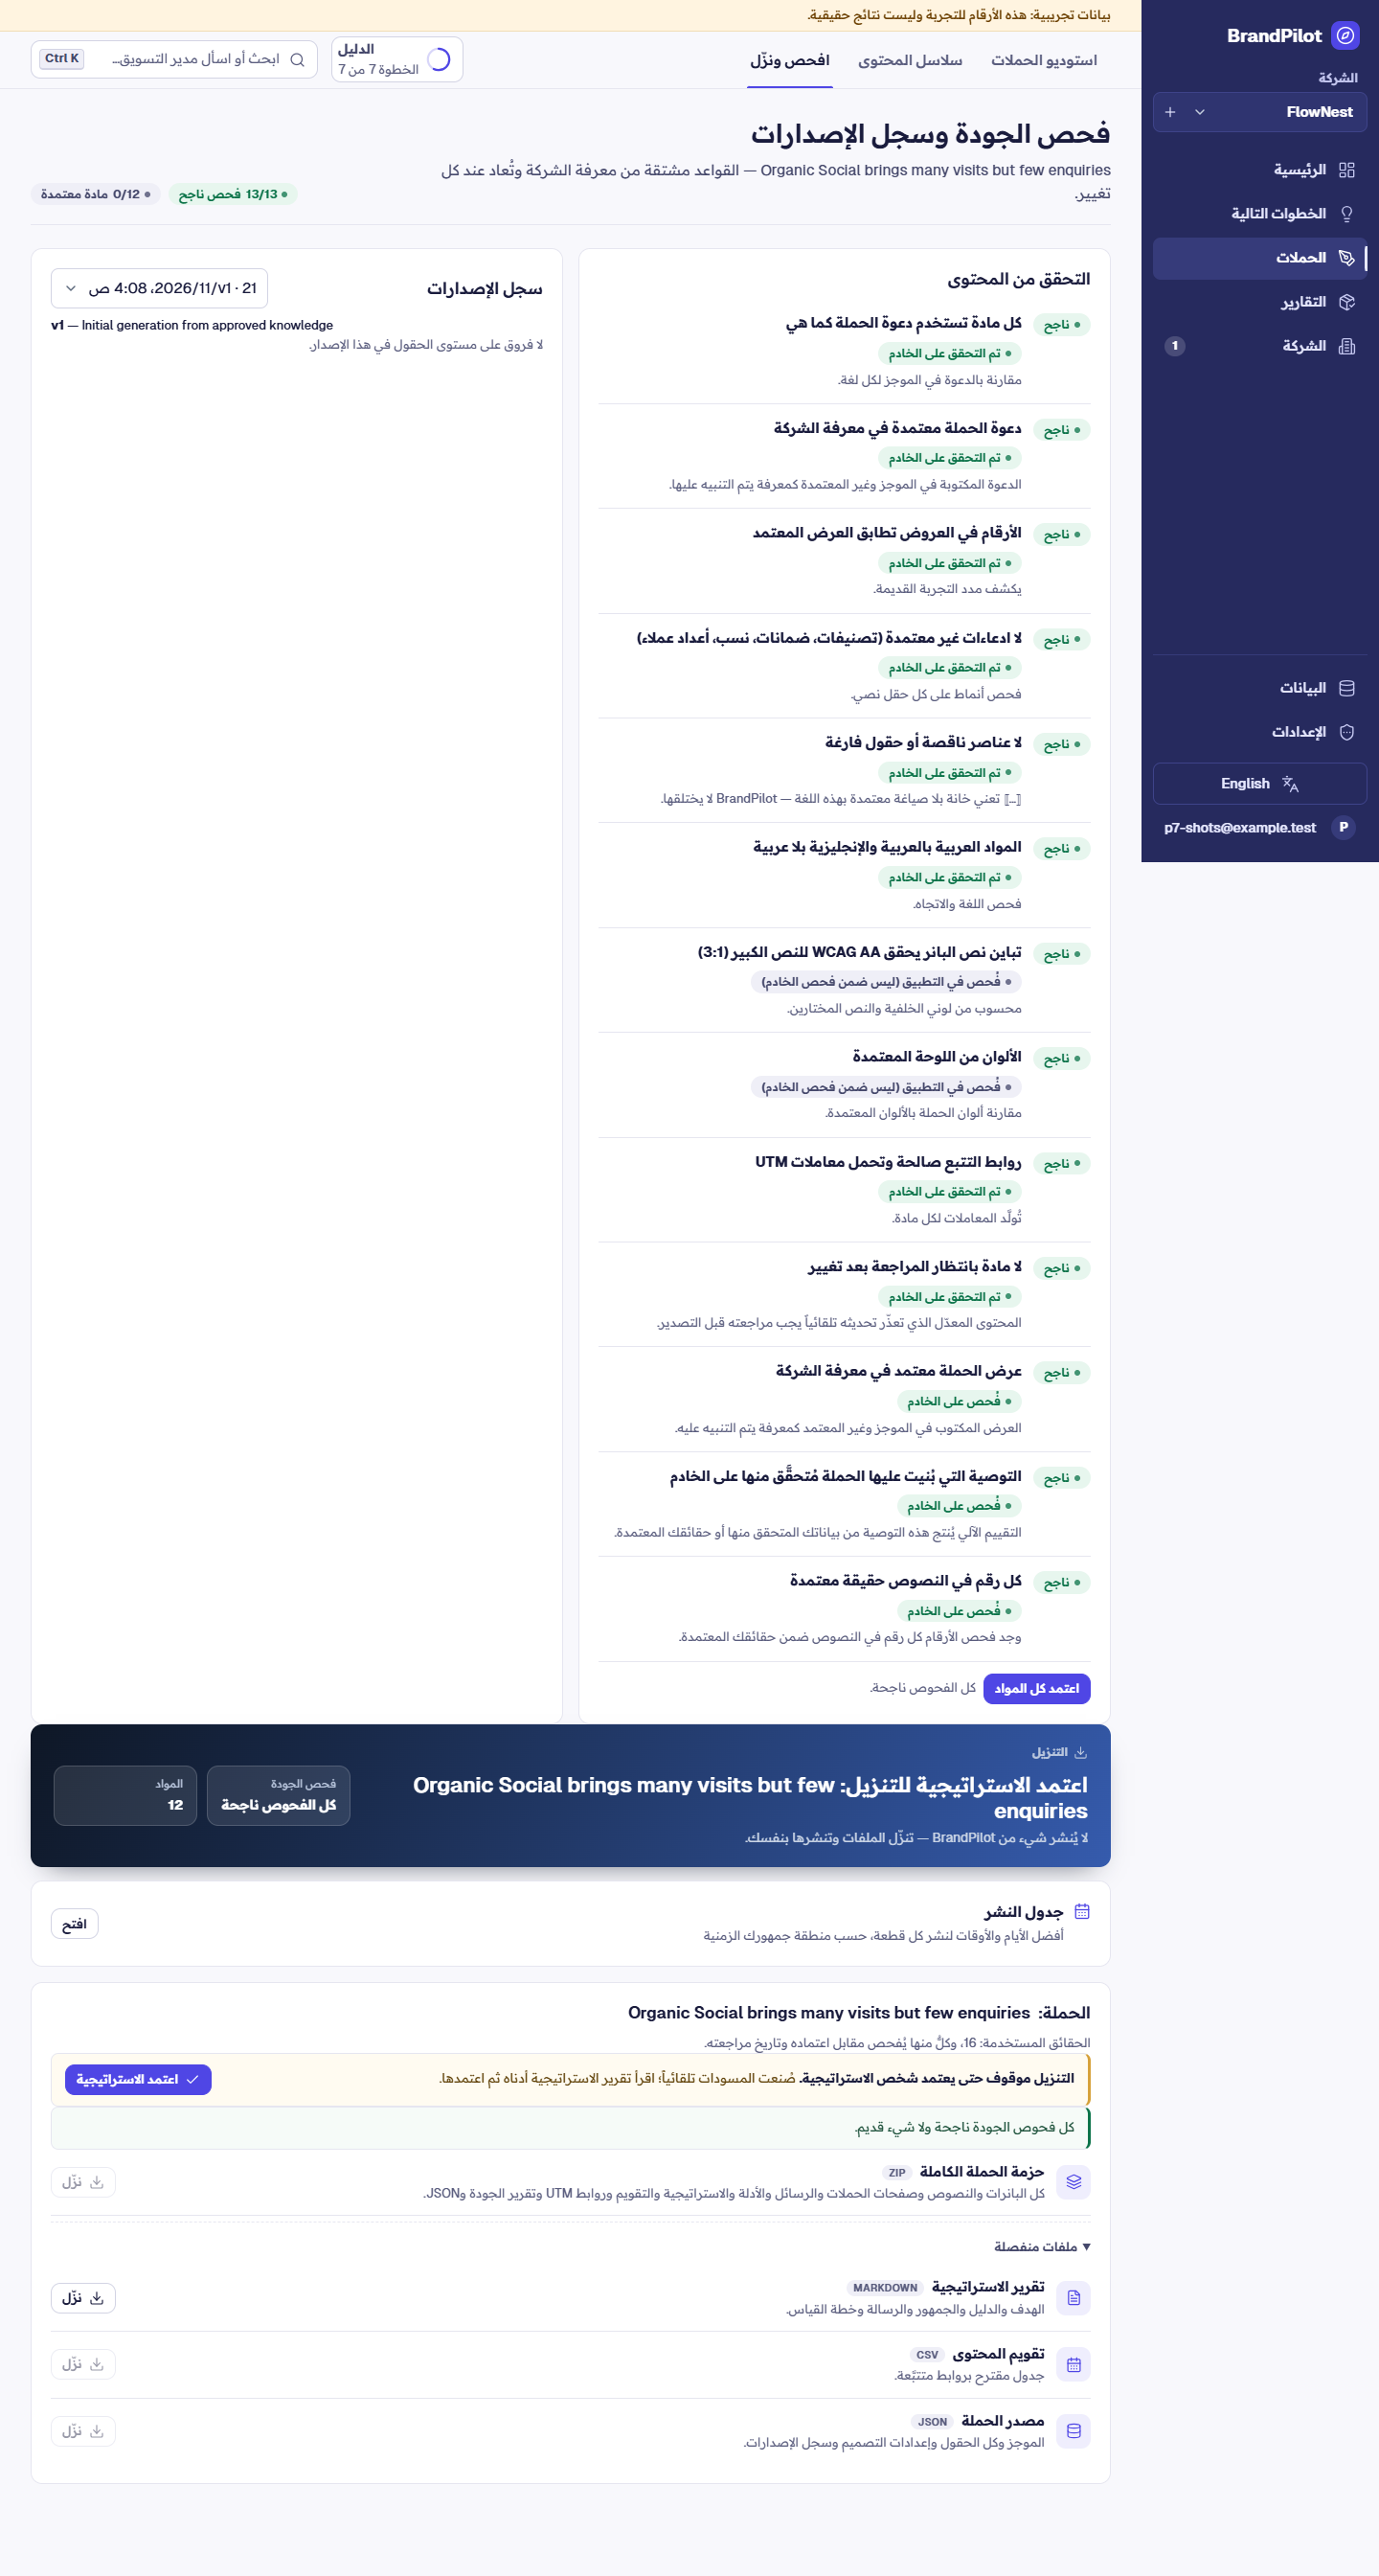 بيانات تجريبية: هذه الأرقام للتجربة وليست نتائج حقيقية.
BrandPilot
الشركة
FlowNest
الرئيسية
الخطوات التالية
الحملات
التقارير
الشركة
1
البيانات
الإعدادات
English
P
p7-shots@example.test
استوديو الحملات
سلاسل المحتوى
افحص ونزّل
الدليل
الخطوة 7 من 7
ابحث أو اسأل مدير التسويق...
Ctrl K
فحص الجودة وسجل الإصدارات
Organic Social brings many visits but few enquiries — القواعد مشتقة من معرفة الشركة وتُعاد عند كل
تغيير.
13/13 فحص ناجح
0/12 مادة معتمدة
التحقق من المحتوى
ناجح
كل مادة تستخدم دعوة الحملة كما هي
تم التحقق على الخادم
مقارنة بالدعوة في الموجز لكل لغة.
ناجح
دعوة الحملة معتمدة في معرفة الشركة
تم التحقق على الخادم
الدعوة المكتوبة في الموجز وغير المعتمدة كمعرفة يتم التنبيه عليها.
ناجح
الأرقام في العروض تطابق العرض المعتمد
تم التحقق على الخادم
يكشف مدد التجربة القديمة.
ناجح
لا ادعاءات غير معتمدة (تصنيفات، ضمانات، نسب، أعداد عملاء)
تم التحقق على الخادم
فحص أنماط على كل حقل نصي.
ناجح
لا عناصر ناقصة أو حقول فارغة
تم التحقق على الخادم
⟦…⟧ تعني خانة بلا صياغة معتمدة بهذه اللغة — BrandPilot لا يختلقها.
ناجح
المواد العربية بالعربية والإنجليزية بلا عربية
تم التحقق على الخادم
فحص اللغة والاتجاه.
ناجح
تباين نص البانر يحقق WCAG AA للنص الكبير (3:1)
فُحص في التطبيق (ليس ضمن فحص الخادم)
محسوب من لوني الخلفية والنص المختارين.
ناجح
الألوان من اللوحة المعتمدة
فُحص في التطبيق (ليس ضمن فحص الخادم)
مقارنة ألوان الحملة بالألوان المعتمدة.
ناجح
روابط التتبع صالحة وتحمل معاملات UTM
تم التحقق على الخادم
تُولَّد المعاملات لكل مادة.
ناجح
لا مادة بانتظار المراجعة بعد تغيير
تم التحقق على الخادم
المحتوى المعدّل الذي تعذّر تحديثه تلقائياً يجب مراجعته قبل التصدير.
ناجح
عرض الحملة معتمد في معرفة الشركة
فُحص على الخادم
العرض المكتوب في الموجز وغير المعتمد كمعرفة يتم التنبيه عليه.
ناجح
التوصية التي بُنيت عليها الحملة مُتحقَّق منها على الخادم
فُحص على الخادم
التقييم الآلي يُنتج هذه التوصية من بياناتك المتحقق منها أو حقائقك المعتمدة.
ناجح
كل رقم في النصوص حقيقة معتمدة
فُحص على الخادم
وجد فحص الأرقام كل رقم في النصوص ضمن حقائقك المعتمدة.
اعتمد كل المواد
كل الفحوص ناجحة.
سجل الإصدارات
21 · v1/11/2026، 4:08 ص
v1 — Initial generation from approved knowledge
لا فروق على مستوى الحقول في هذا الإصدار.
التنزيل
اعتمد الاستراتيجية للتنزيل: Organic Social brings many visits but few
enquiries
لا يُنشر شيء من BrandPilot — تنزّل الملفات وتنشرها بنفسك.
فحص الجودة
كل الفحوص ناجحة
المواد
12
جدول النشر
أفضل الأيام والأوقات لنشر كل قطعة، حسب منطقة جمهورك الزمنية
افتح
الحملة: Organic Social brings many visits but few enquiries
الحقائق المستخدمة: 16، وكلٌّ منها يُفحص مقابل اعتماده وتاريخ مراجعته.
التنزيل موقوف حتى يعتمد شخص الاستراتيجية. صُنعت المسودات تلقائياً؛ اقرأ تقرير الاستراتيجية أدناه ثم اعتمدها.
اعتمد الاستراتيجية
كل فحوص الجودة ناجحة ولا شيء قديم.
حزمة الحملة الكاملة ZIP
كل البانرات والنصوص وصفحات الحملات والرسائل والأدلة والاستراتيجية والتقويم وروابط UTM وتقرير الجودة وJSON.
نزّل
ملفات منفصلة
تقرير الاستراتيجية MARKDOWN
الهدف والدليل والجمهور والرسالة وخطة القياس.
نزّل
تقويم المحتوى CSV
جدول مقترح بروابط متتبَّعة.
نزّل
مصدر الحملة JSON
الموجز وكل الحقول وإعدادات التصميم وسجل الإصدارات.
نزّل